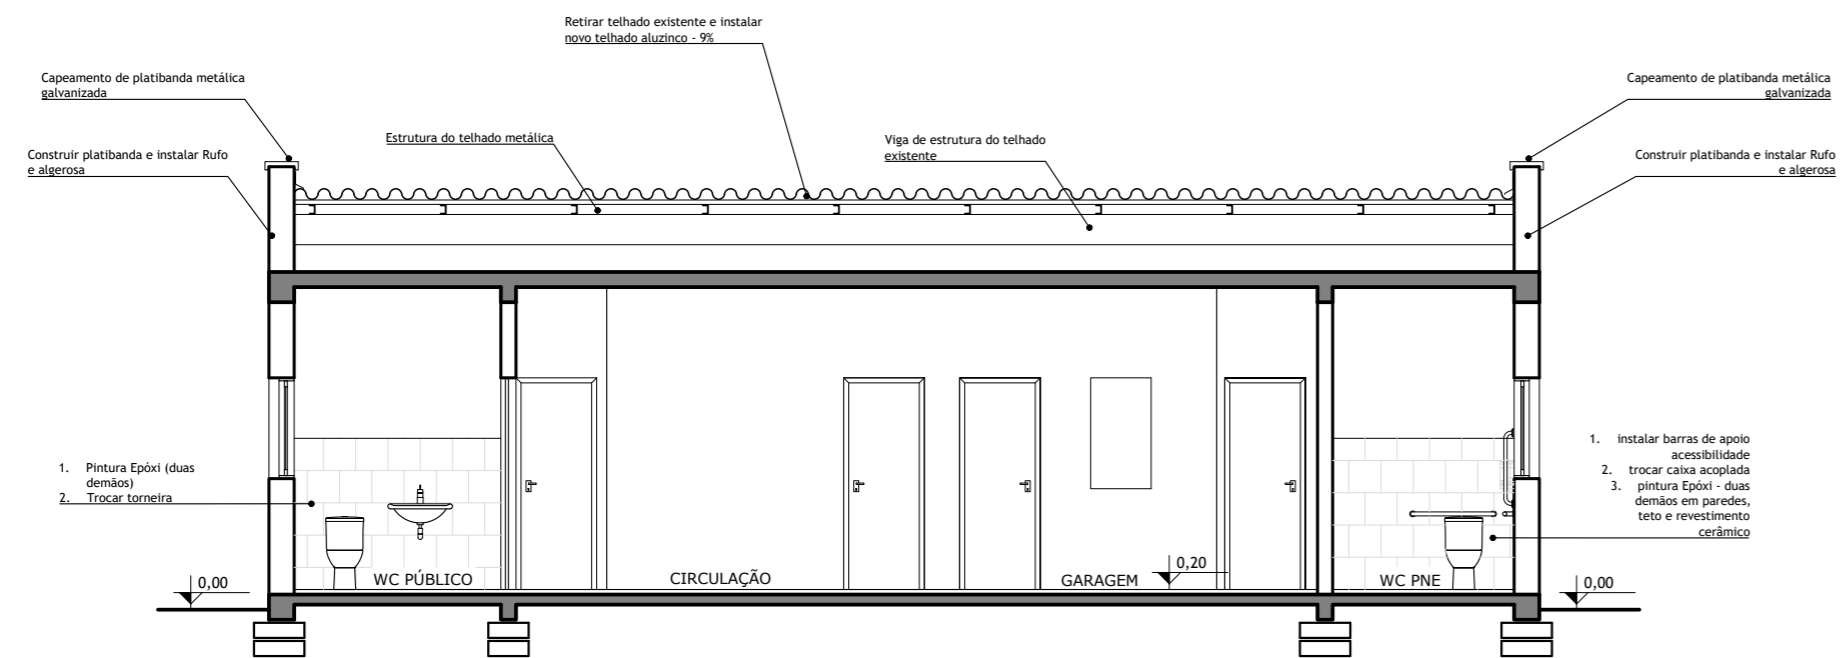 Retirar telhado existente e instalar
novo telhado aluzinco - 9%
Capeamento de platibanda metálica
galvanizada
Capeamento de platibanda metálica
galvanizada
Estrutura do telhado metálica
Viga de estrutura do telhado
existente
Construir platibanda e instalar Rufo
e algerosa
Construir platibanda e instalar Rufo
e algerosa
1. Pintura Epóxi (duas
demãos)
2. Trocar torneira
1. instalar barras de apoio
acessibilidade
2. trocar caixa acoplada
3. pintura Epóxi - duas
demãos em paredes,
teto e revestimento
cerâmico
0,00
WC PÚBLICO
CIRCULAÇÃO
GARAGEM
0,20
WC PNE
0,00